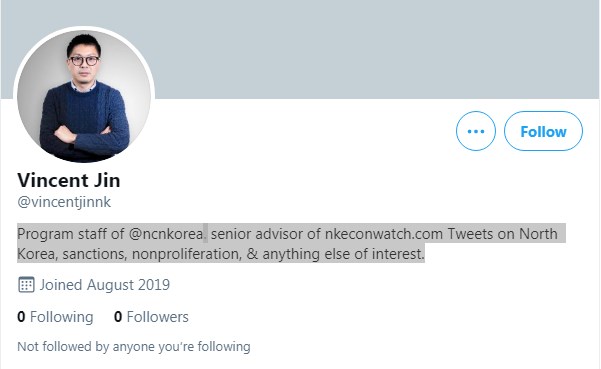 Follow
Vincent Jin
@vincentjinnk
Program staff of @ncnkorea, senior advisor of nkeconwatch.com Tweets on North
Korea, sanctions, nonproliferation, & anything else of interest.
Joined August 2019
0 Following 0 Followers
Not followed by anyone you're following